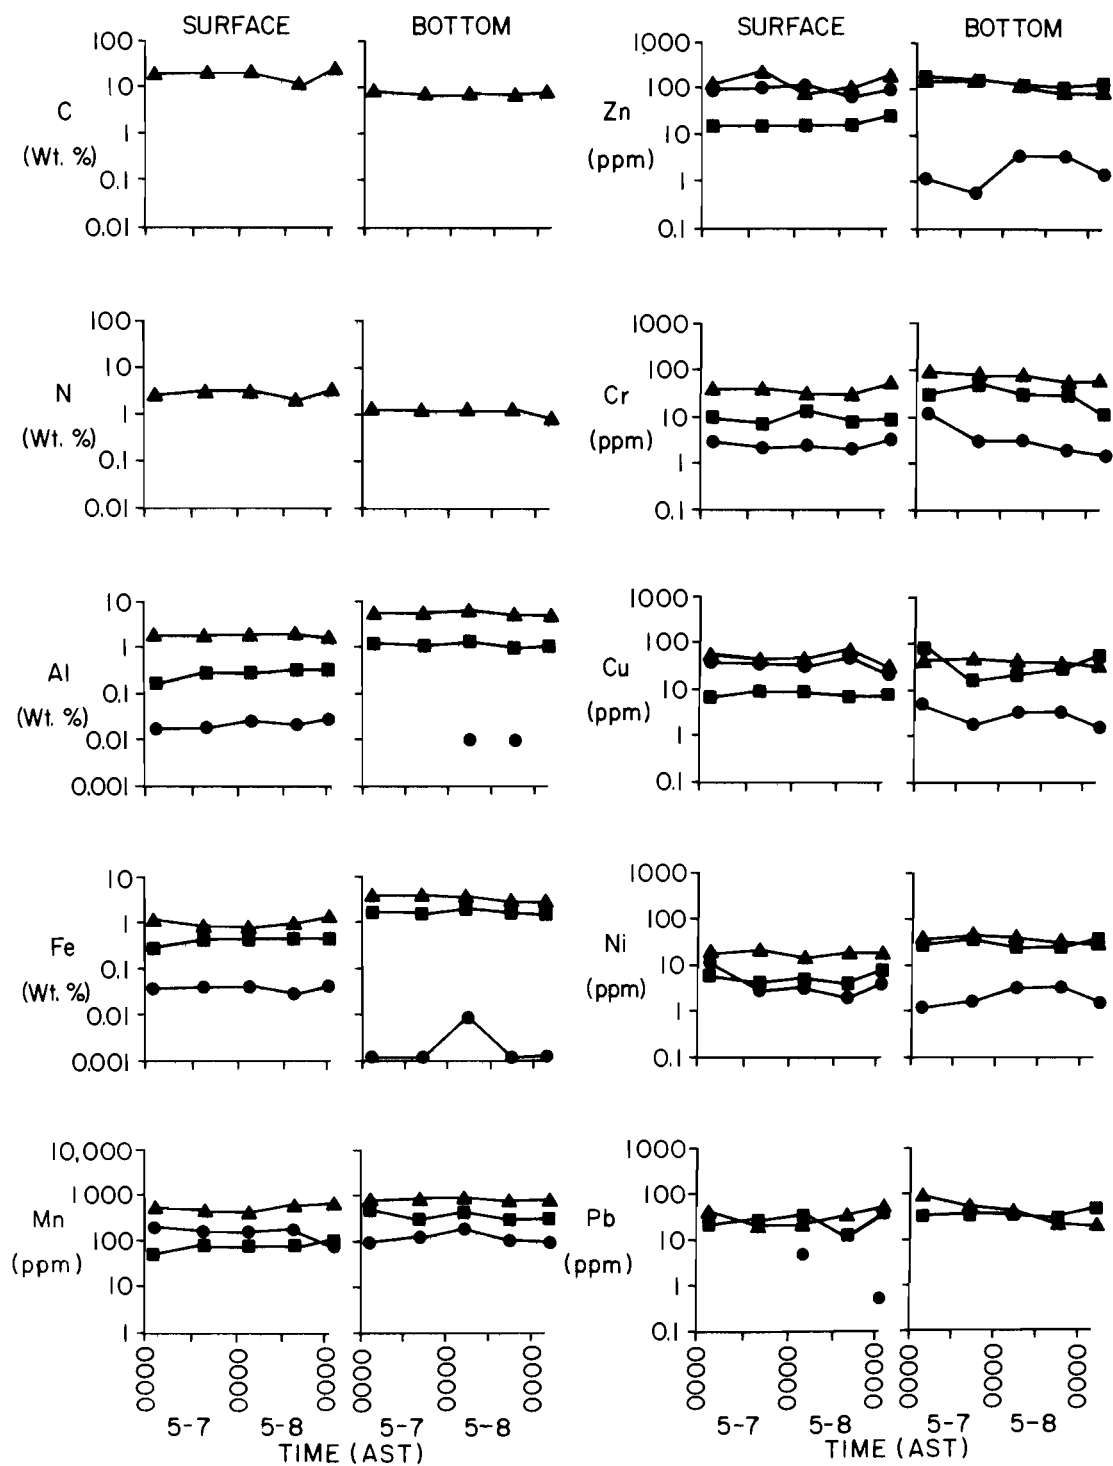 SURFACE BOTTOM
100
10
C
1
(Wt. %)
0.1
0.01
100
10
N
1
(Wt. %)
0.1
0.01
10
1
Al
0.1
(Wt. %)
0.01
0.001
10
1
Fe
0.1
(Wt. %)
0.01
0.001
10,000
1000
Mn
100
(ppm)
10
1
0000 0000 0000 0000 0000 0000
5-7 5-8 5-7 5-8
TIME (AST)
SURFACE BOTTOM
1000
100
Zn
10
(ppm)
1
0.1
1000
100
Cr
10
(ppm)
1
0.1
1000
100
Cu
10
(ppm)
1
0.1
1000
100
Ni
10
(ppm)
1
0.1
1000
100
Pb
10
(ppm)
1
0.1
0000 0000 0000 0000 0000 0000
5-7 5-8 5-7 5-8
TIME (AST)